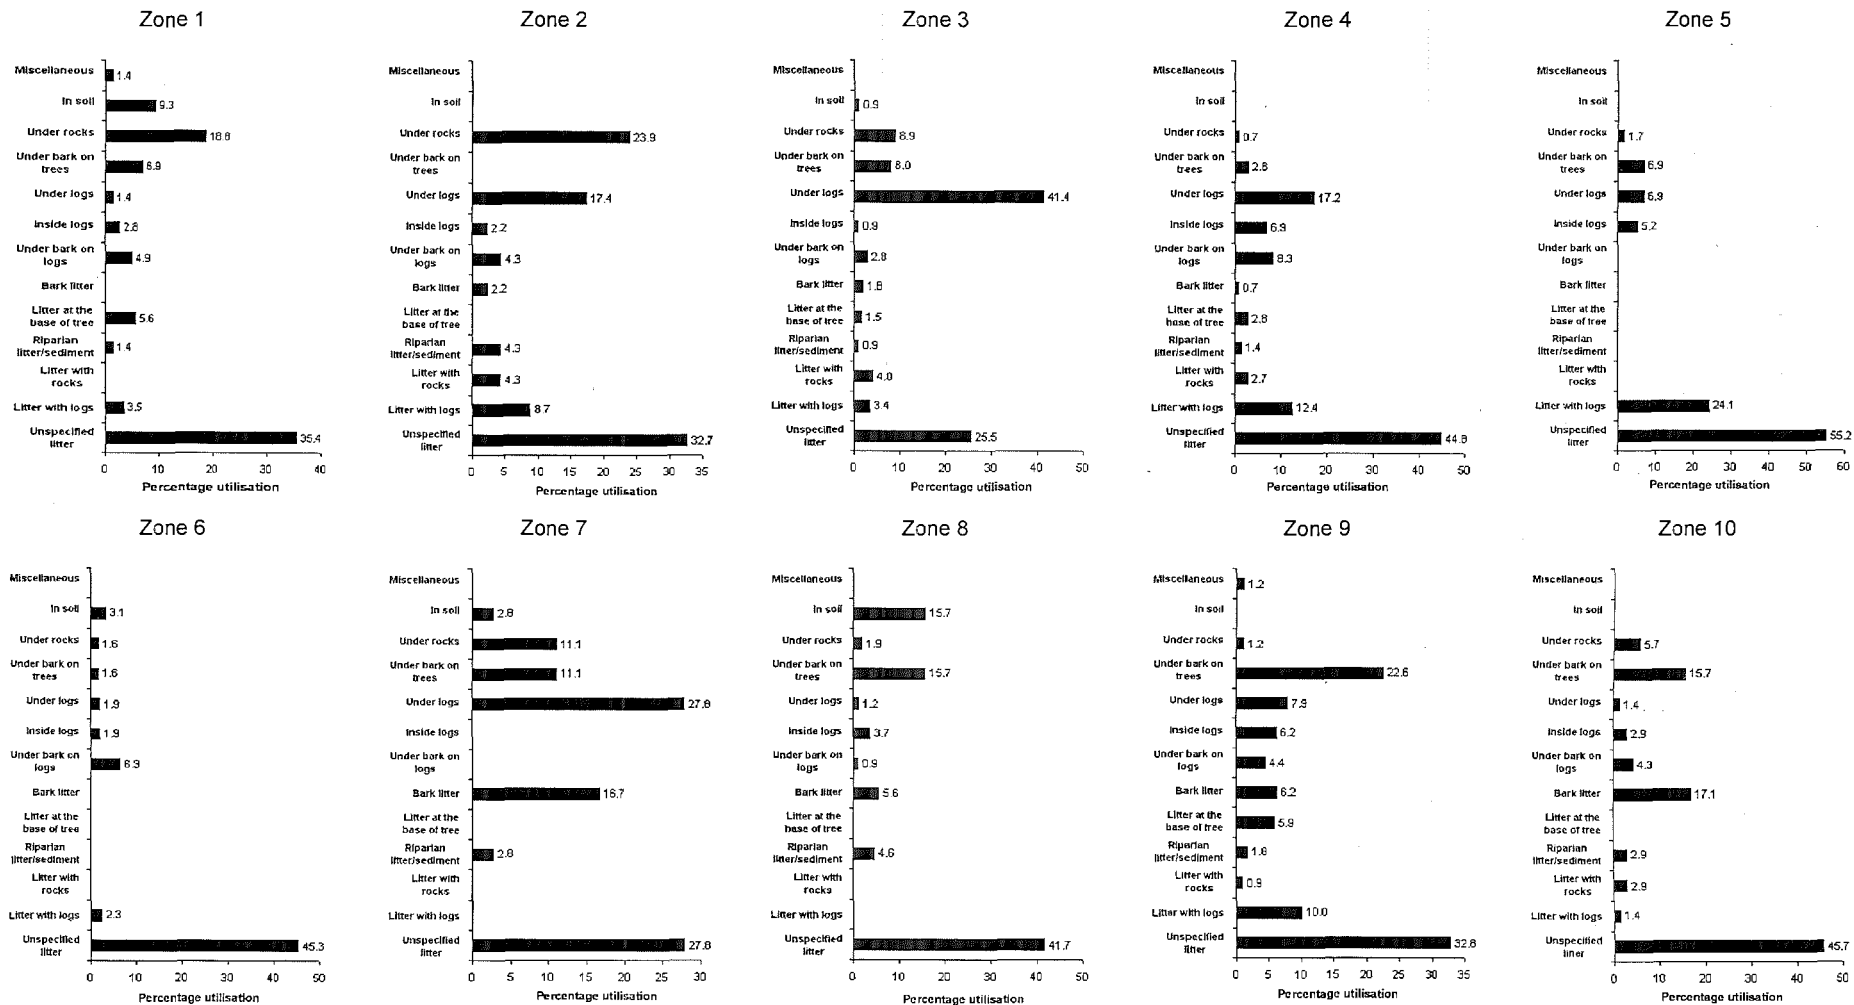 Zone 1
Miscellaneous 1.4
In soil 9.3
Under rocks 18.8
Under bark on
trees 6.9
Under logs 1.4
Inside logs 2.8
Under bark on
logs 4.9
Bark litter
Litter at the
base of tree 5.6
Riparian
litter/sediment 1.4
Litter with
rocks
Litter with logs 3.5
Unspecified
litter 35.4
0 10 20 30 40
Percentage utilisation
Zone 2
Miscellaneous
In soil
Under rocks 23.9
Under bark on
trees
Under logs 17.4
Inside logs 2.2
Under bark on
logs 4.3
Bark litter 2.2
Litter at the
base of tree
Riparian
litter/sediment 4.3
Litter with
rocks 4.3
Litter with logs 8.7
Unspecified
litter 32.7
0 5 10 15 20 25 30 35
Percentage utilisation
Zone 3
Miscellaneous
In soil 0.9
Under rocks 8.9
Under bark on
trees 8.0
Under logs 41.4
Inside logs 0.9
Under bark on
logs 2.8
Bark litter 1.8
Litter at the
base of tree 1.5
Riparian
litter/sediment 0.9
Litter with
rocks 4.0
Litter with logs 3.4
Unspecified
litter 25.5
0 10 20 30 40 50
Percentage utilisation
Zone 4
Miscellaneous
In soil
Under rocks 0.7
Under bark on
trees 2.8
Under logs 17.2
Inside logs 6.9
Under bark on
logs 8.3
Bark litter 0.7
Litter at the
base of tree 2.8
Riparian
litter/sediment 1.4
Litter with
rocks 2.7
Litter with logs 12.4
Unspecified
litter 44.8
0 10 20 30 40 50
Percentage utilisation
Zone 5
Miscellaneous
In soil
Under rocks 1.7
Under bark on
trees 6.9
Under logs 6.9
Inside logs 5.2
Under bark on
logs
Bark litter
Litter at the
base of tree
Riparian
litter/sediment
Litter with
rocks
Litter with logs 24.1
Unspecified
litter 55.2
0 10 20 30 40 50 60
Percentage utilisation
Zone 6
Miscellaneous
In soil 3.1
Under rocks 1.6
Under bark on
trees 1.6
Under logs 1.9
Inside logs 1.9
Under bark on
logs
Bark litter
Litter at the
base of tree
Riparian
litter/sediment
Litter with
rocks
Litter with logs 2.3
Unspecified
litter 45.3
0 10 20 30 40 50
Percentage utilisation
Zone 7
Miscellaneous
In soil 2.8
Under rocks 11.1
Under bark on
trees 11.1
Under logs 27.8
Inside logs
Under bark on
logs
Bark litter 16.7
Litter at the
base of tree
Riparian
litter/sediment 2.8
Litter with
rocks
Litter with logs
Unspecified
litter 27.8
0 5 10 15 20 25 30
Percentage utilisation
Zone 8
Miscellaneous
In soil 15.7
Under rocks 1.9
Under bark on
trees 15.7
Under logs 1.2
Inside logs 3.7
Under bark on
logs 0.9
Bark litter 5.6
Litter at the
base of tree
Riparian
litter/sediment 4.6
Litter with
rocks
Litter with logs
Unspecified
litter 41.7
0 10 20 30 40 50
Percentage utilisation
Zone 9
Miscellaneous 1.2
In soil
Under rocks 1.2
Under bark on
trees 22.6
Under logs 7.9
Inside logs 6.2
Under bark on
logs 4.4
Bark litter 6.2
Litter at the
base of tree 5.9
Riparian
litter/sediment 1.8
Litter with
rocks 0.9
Litter with logs 10.0
Unspecified
litter 32.8
0 5 10 15 20 25 30 35
Percentage utilisation
Zone 10
Miscellaneous
In soil
Under rocks 5.7
Under bark on
trees 15.7
Under logs 1.4
Inside logs 2.9
Under bark on
logs 4.3
Bark litter 17.1
Litter at the
base of tree
Riparian
litter/sediment 2.9
Litter with
rocks 2.9
Litter with logs 1.4
Unspecified
litter 45.7
0 10 20 30 40 50
Percentage utilisation